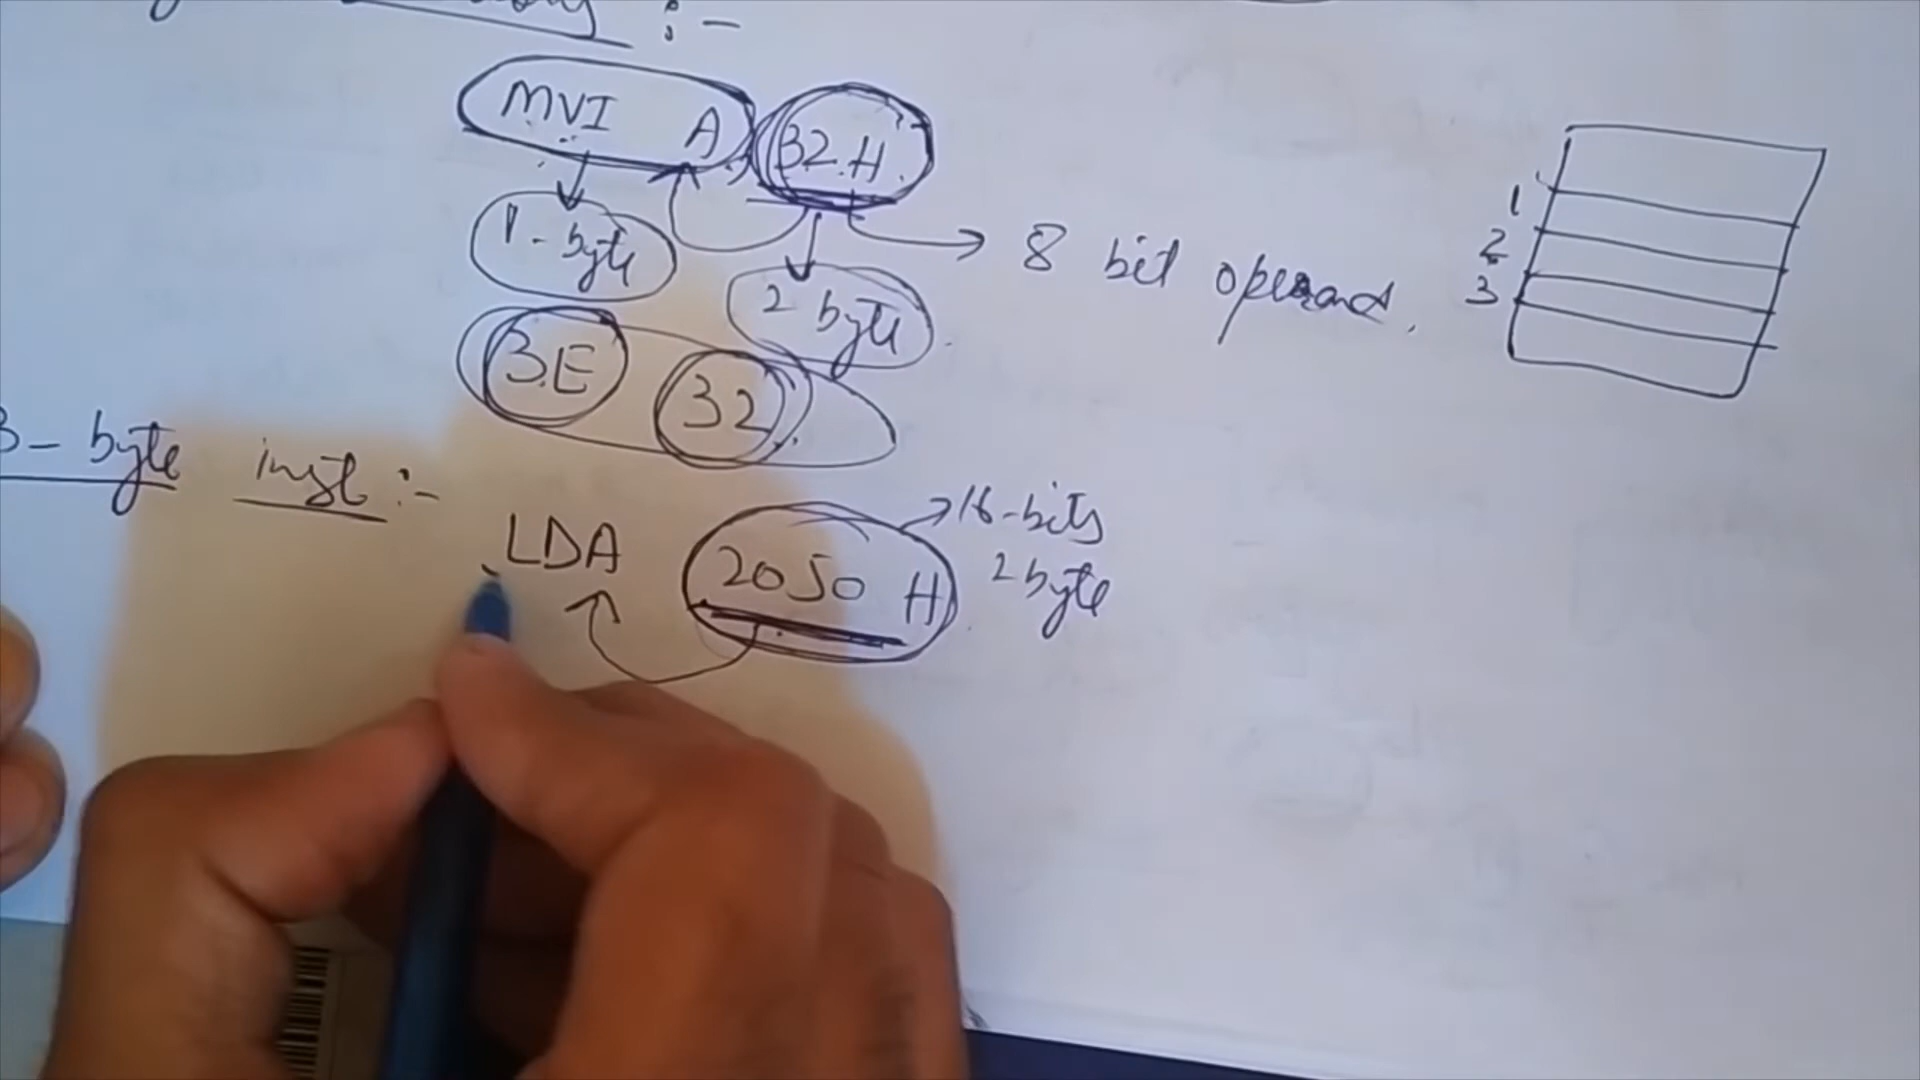 :-
MVI A, 32.H
1-byte
2 byte
8 bit operand.
3E 32
1
2
3
3-byte inst :-
LDA 2050 H
16-bits
2 byte